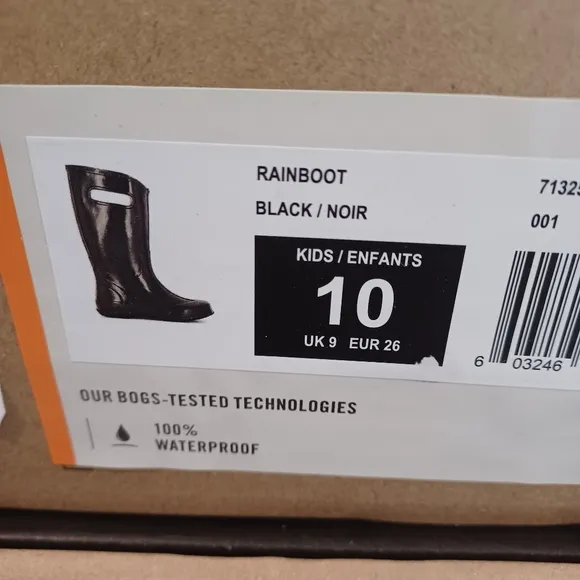 RAINBOOT 71325
BLACK / NOIR 001
KIDS / ENFANTS
10
UK 9 EUR 26
6 03246
OUR BOGS-TESTED TECHNOLOGIES
100%
WATERPROOF